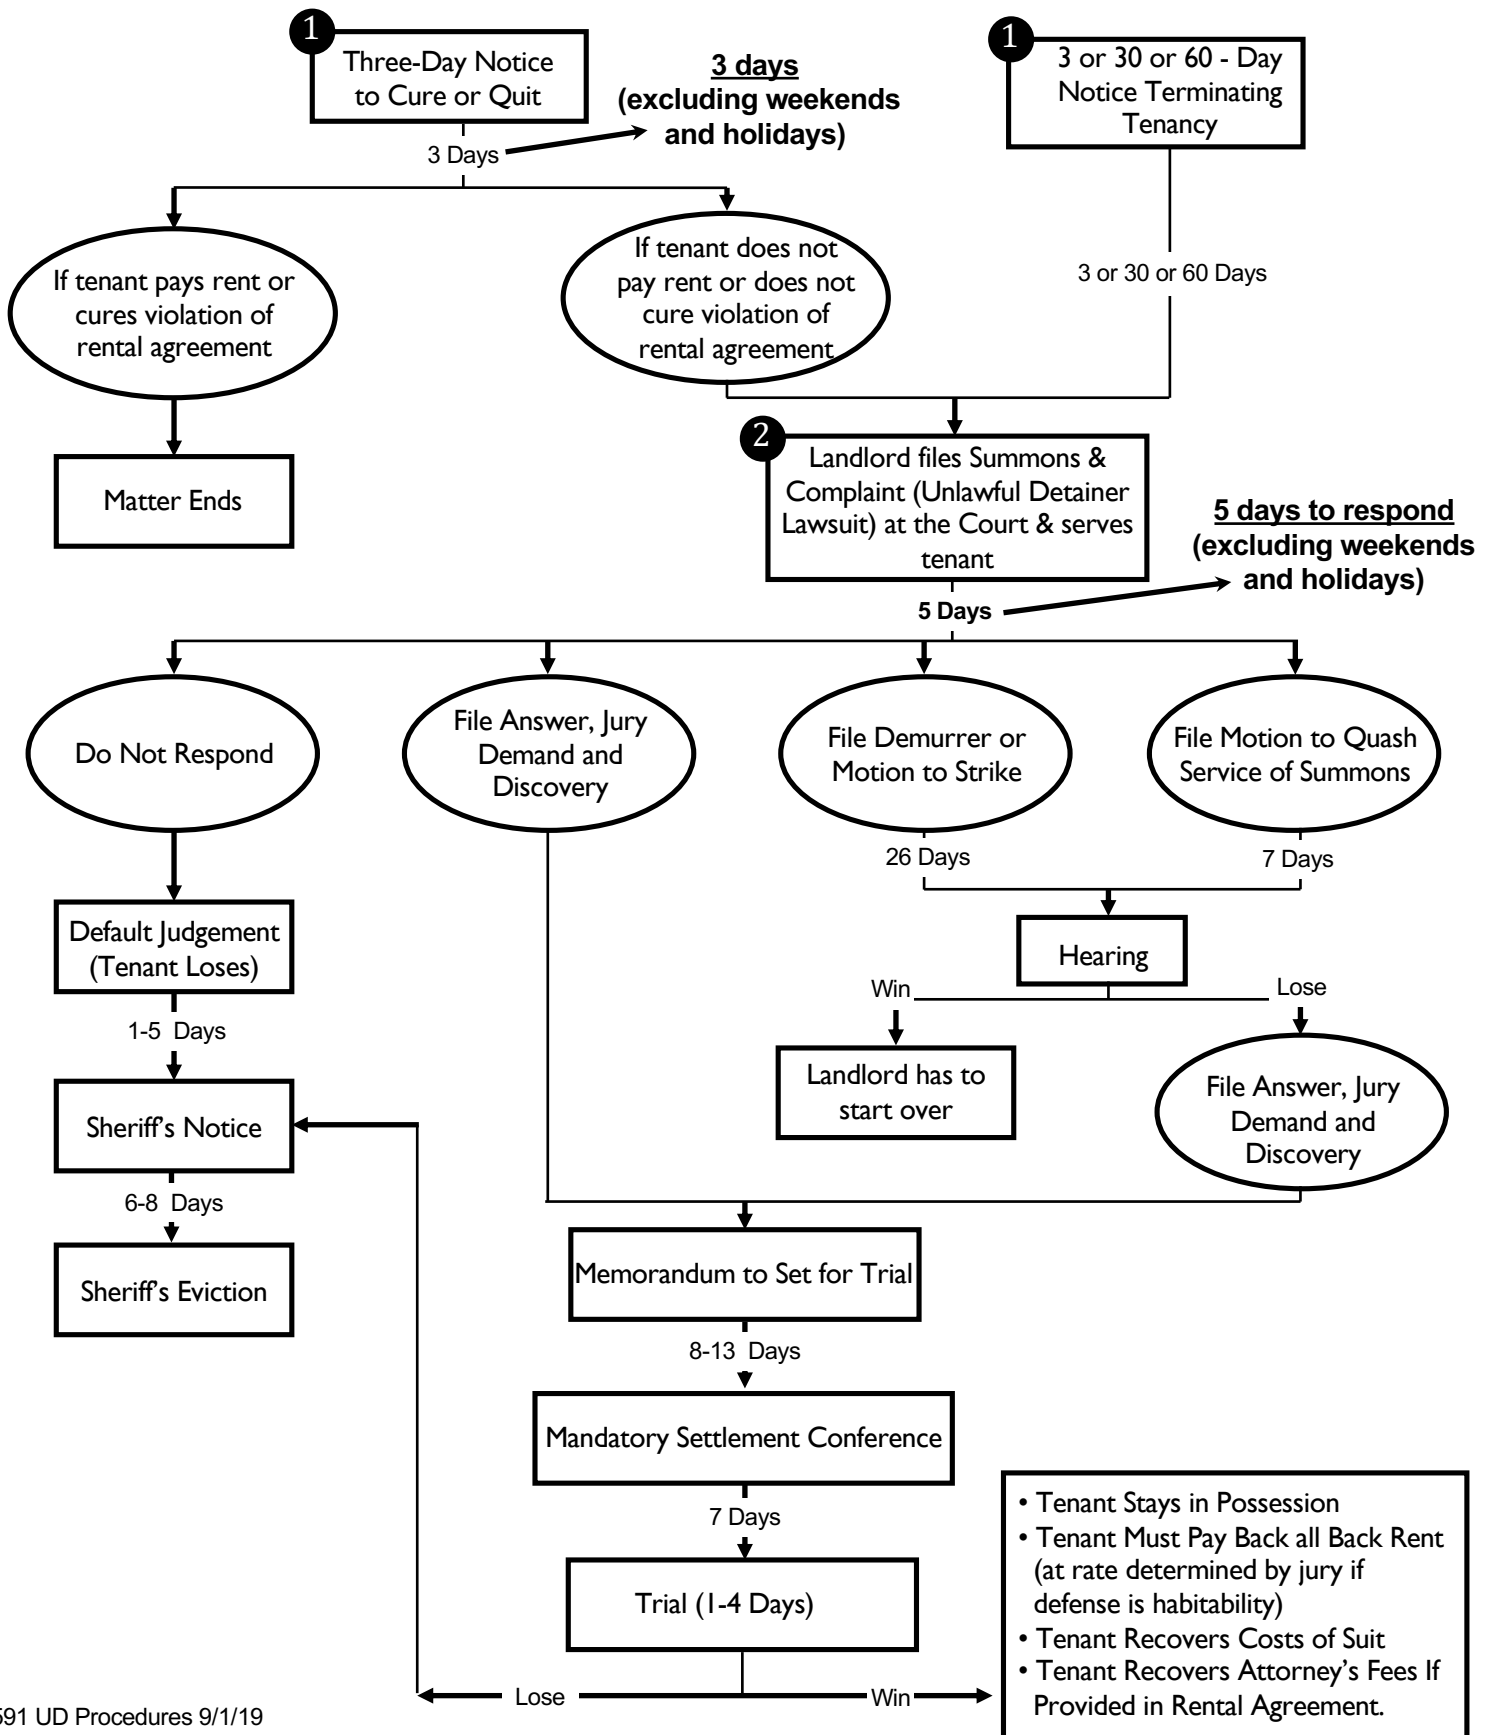 1
Three-Day Notice
to Cure or Quit
3 days
(excluding weekends
and holidays)
1
3 or 30 or 60 - Day
Notice Terminating
Tenancy
3 Days
3 or 30 or 60 Days
If tenant pays rent or
cures violation of
rental agreement
If tenant does not
pay rent or does not
cure violation of
rental agreement
Matter Ends
2
Landlord files Summons &
Complaint (Unlawful Detainer
Lawsuit) at the Court & serves
tenant
5 days to respond
(excluding weekends
and holidays)
5 Days
Do Not Respond
File Answer, Jury
Demand and
Discovery
File Demurrer or
Motion to Strike
File Motion to Quash
Service of Summons
26 Days
7 Days
Default Judgement
(Tenant Loses)
Hearing
Win
Lose
1-5 Days
Landlord has to
start over
File Answer, Jury
Demand and
Discovery
Sheriff's Notice
6-8 Days
Sheriff's Eviction
Memorandum to Set for Trial
8-13 Days
Mandatory Settlement Conference
7 Days
Trial (1-4 Days)
Lose
Win
• Tenant Stays in Possession
• Tenant Must Pay Back all Back Rent
(at rate determined by jury if
defense is habitability)
• Tenant Recovers Costs of Suit
• Tenant Recovers Attorney's Fees If
Provided in Rental Agreement.
591 UD Procedures 9/1/19